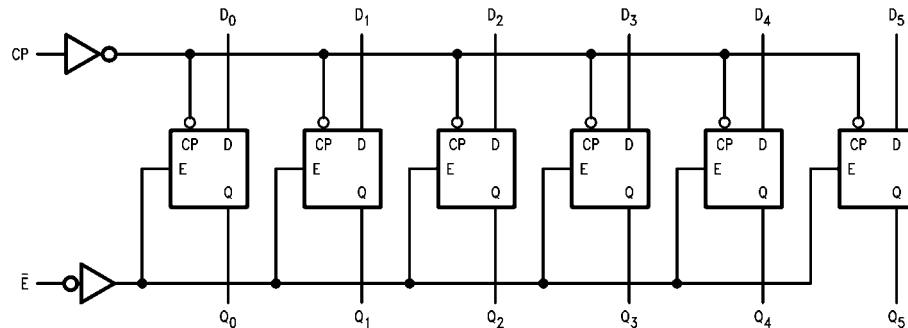 D₀ D₁ D₂ D₃ D₄ D₅
CP
CP D CP D CP D CP D CP D CP D
E E E E E E
Q Q Q Q Q Q
E̅
Q₀ Q₁ Q₂ Q₃ Q₄ Q₅